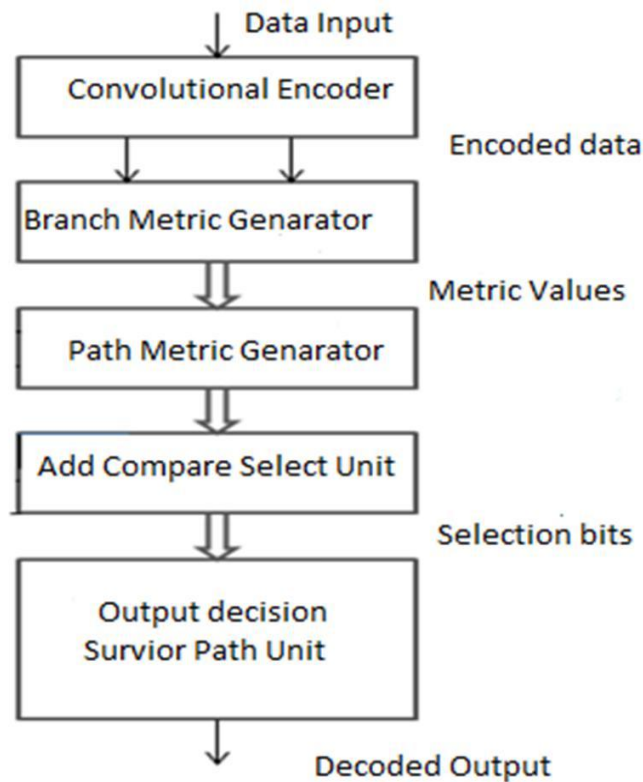 Data Input
Convolutional Encoder
Encoded data
Branch Metric Genarator
Metric Values
Path Metric Genarator
Add Compare Select Unit
Selection bits
Output decision
Survior Path Unit
Decoded Output